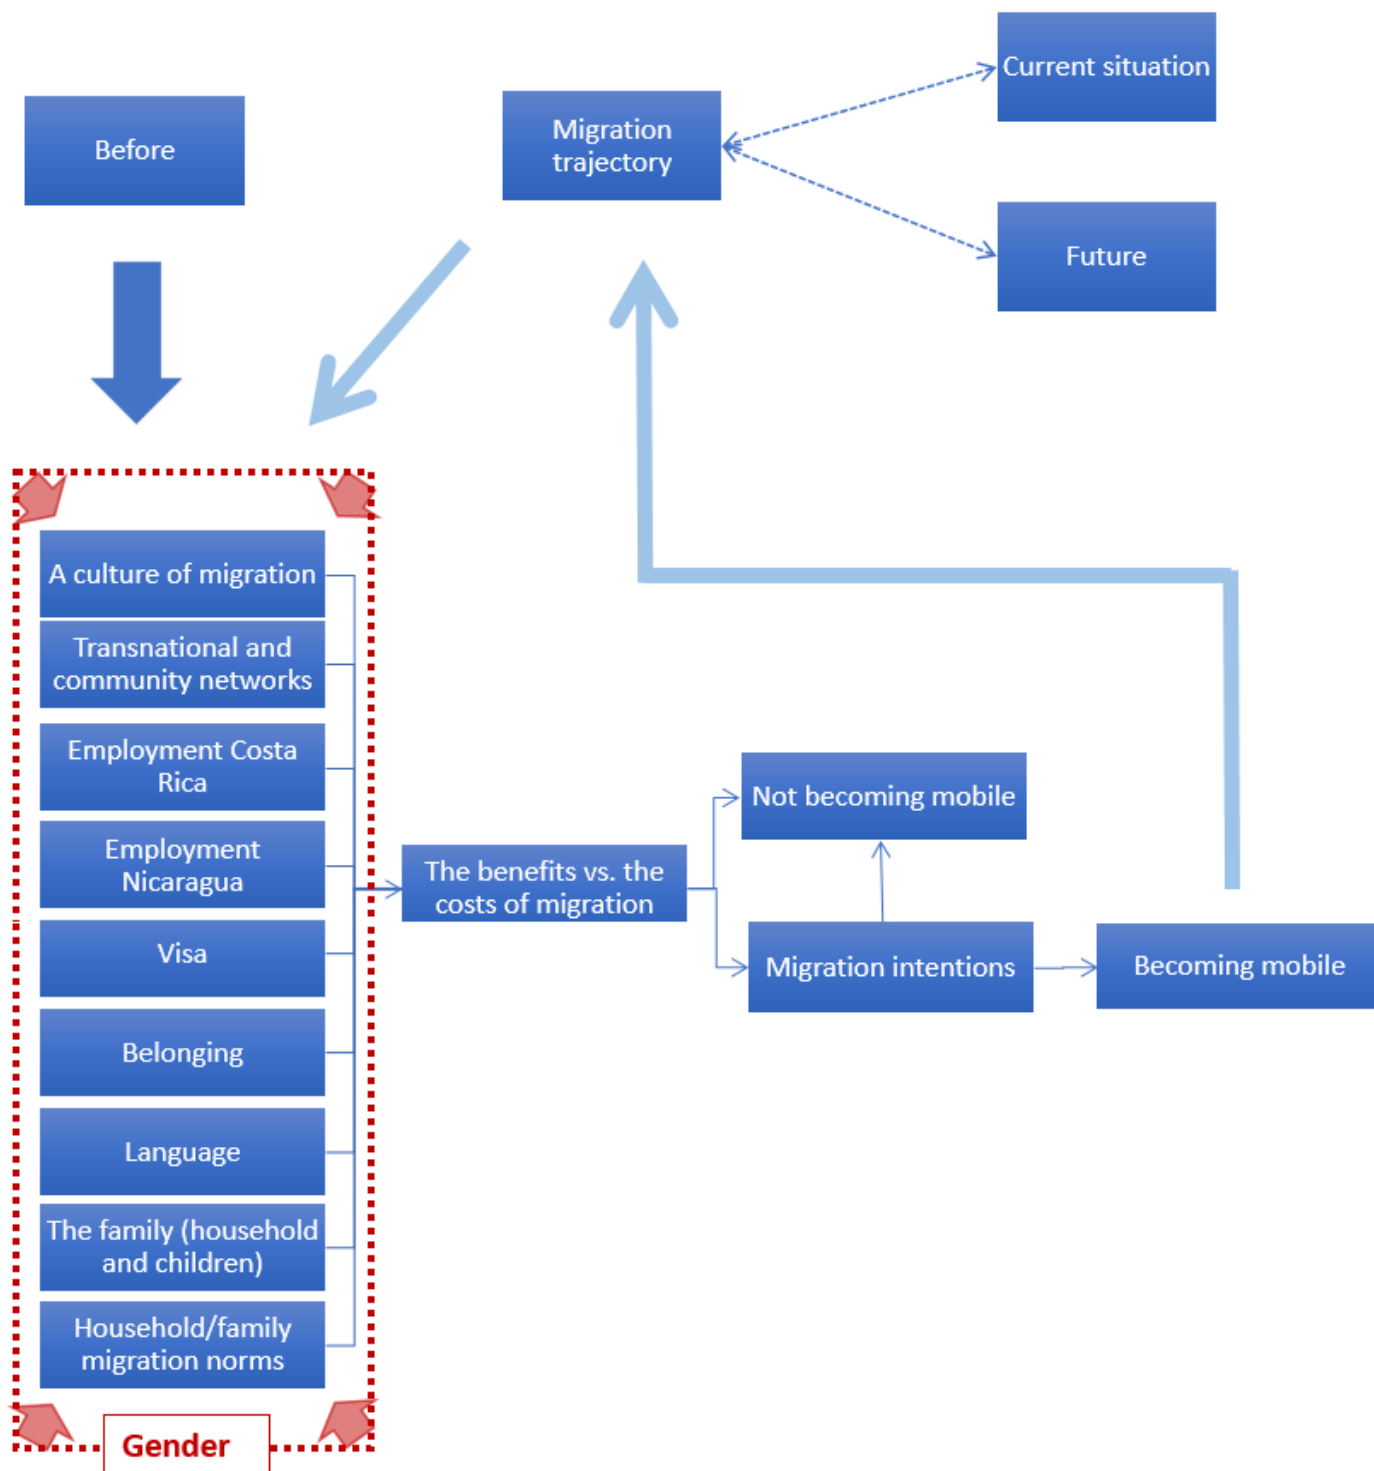 Current situation
Before
Migration
trajectory
Future
A culture of migration
Transnational and
community networks
Employment Costa
Rica
Employment
Nicaragua
Visa
Belonging
Language
The family (household
and children)
Household/family
migration norms
Gender
The benefits vs. the
costs of migration
Not becoming mobile
Migration intentions
Becoming mobile